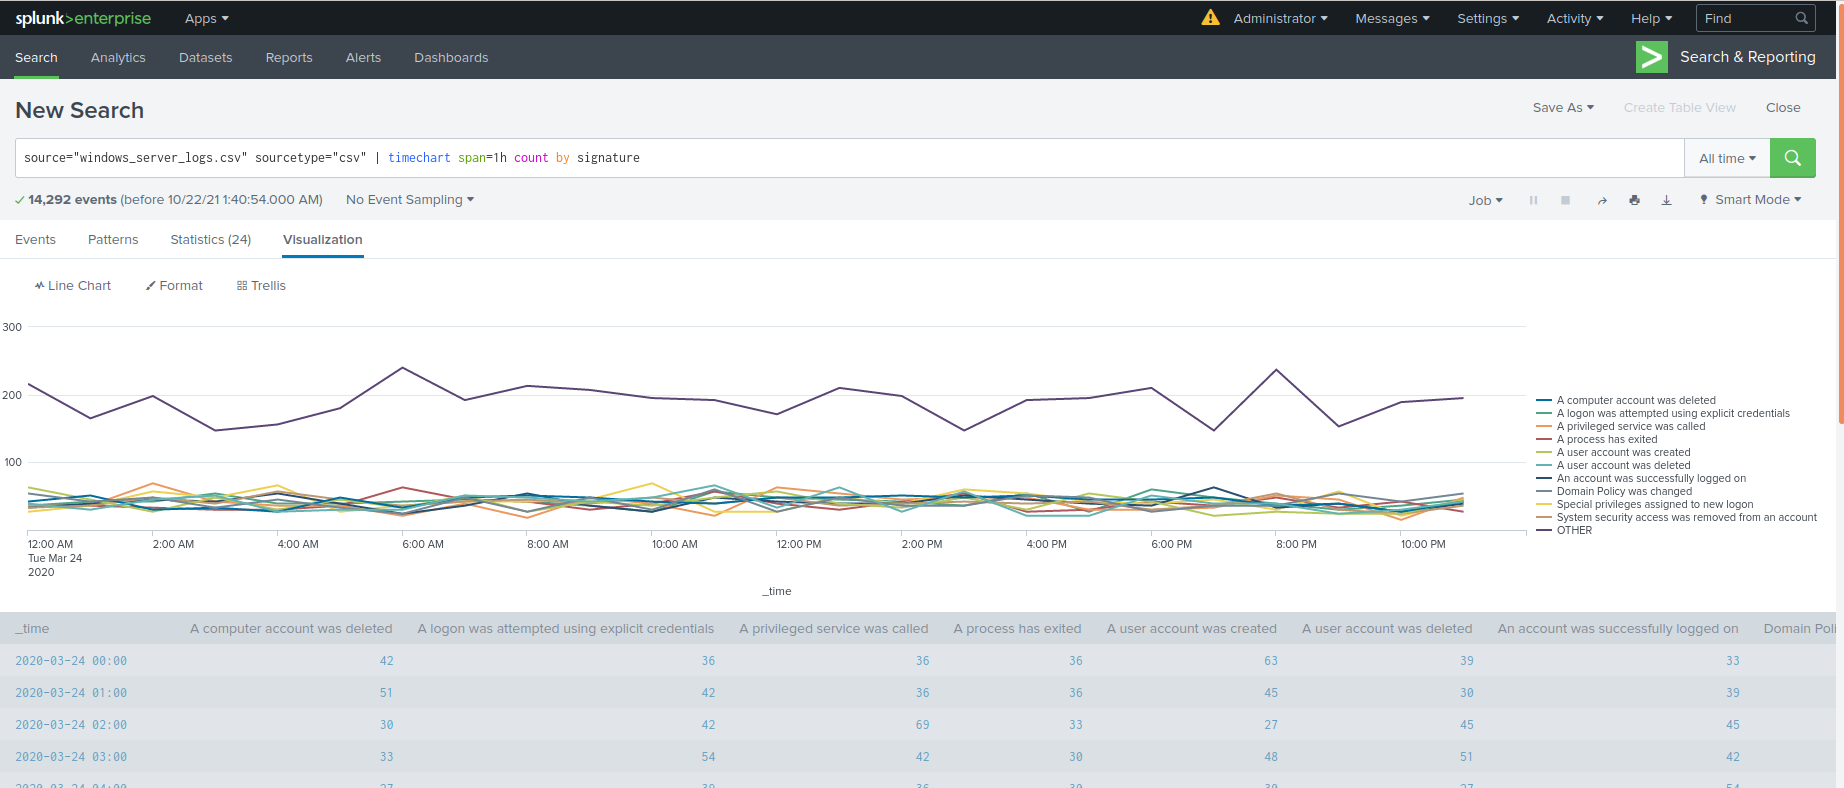 splunk>enterprise Apps Administrator Messages Settings Activity Help Find
Search Analytics Datasets Reports Alerts Dashboards Search & Reporting
New Search Save As Create Table View Close
source="windows_server_logs.csv" sourcetype="csv" | timechart span=1h count by signature All time
14,292 events (before 10/22/21 1:40:54.000 AM) No Event Sampling Job Smart Mode
Events Patterns Statistics (24) Visualization
Line Chart Format Trellis
300
200
100
A computer account was deleted
A logon was attempted using explicit credentials
A privileged service was called
A process has exited
A user account was created
A user account was deleted
An account was successfully logged on
Domain Policy was changed
Special privileges assigned to new logon
System security access was removed from an account
OTHER
12:00 AM 2:00 AM 4:00 AM 6:00 AM 8:00 AM 10:00 AM 12:00 PM 2:00 PM 4:00 PM 6:00 PM 8:00 PM 10:00 PM
Tue Mar 24
2020
_time
_time A computer account was deleted A logon was attempted using explicit credentials A privileged service was called A process has exited A user account was created A user account was deleted An account was successfully logged on Domain Poli
2020-03-24 00:00 42 36 36 36 63 39 33
2020-03-24 01:00 51 42 36 36 45 30 39
2020-03-24 02:00 30 42 69 33 27 45 45
2020-03-24 03:00 33 54 42 30 48 51 42